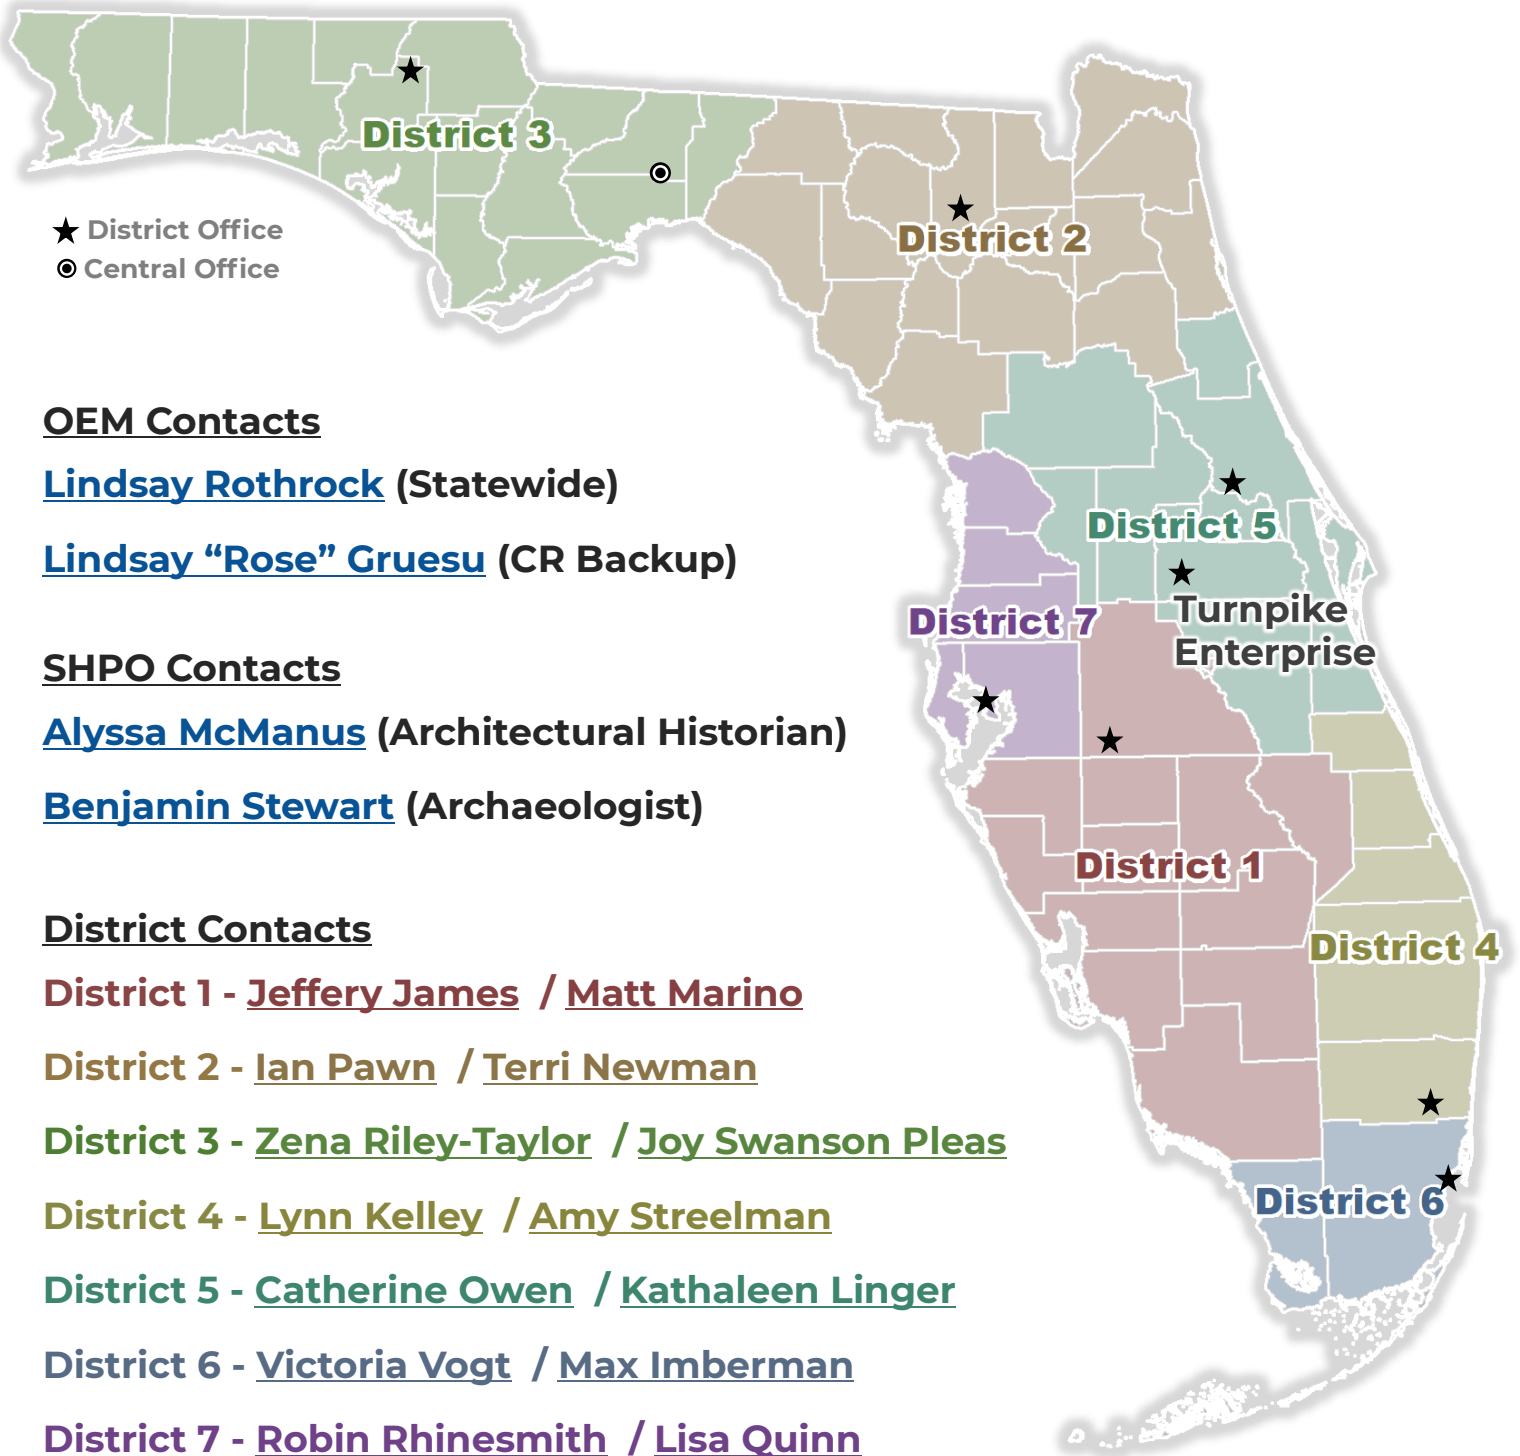 District 3
District 2
★ District Office
Central Office
OEM Contacts
Lindsay Rothrock (Statewide)
Lindsay “Rose” Gruesu (CR Backup)
District 5
Turnpike
Enterprise
District 7
SHPO Contacts
Alyssa McManus (Architectural Historian)
Benjamin Stewart (Archaeologist)
District 1
District 4
District 6
District Contacts
District 1 - Jeffery James / Matt Marino
District 2 - Ian Pawn / Terri Newman
District 3 - Zena Riley-Taylor / Joy Swanson Pleas
District 4 - Lynn Kelley / Amy Streelman
District 5 - Catherine Owen / Kathaleen Linger
District 6 - Victoria Vogt / Max Imberman
District 7 - Robin Rhinesmith / Lisa Quinn